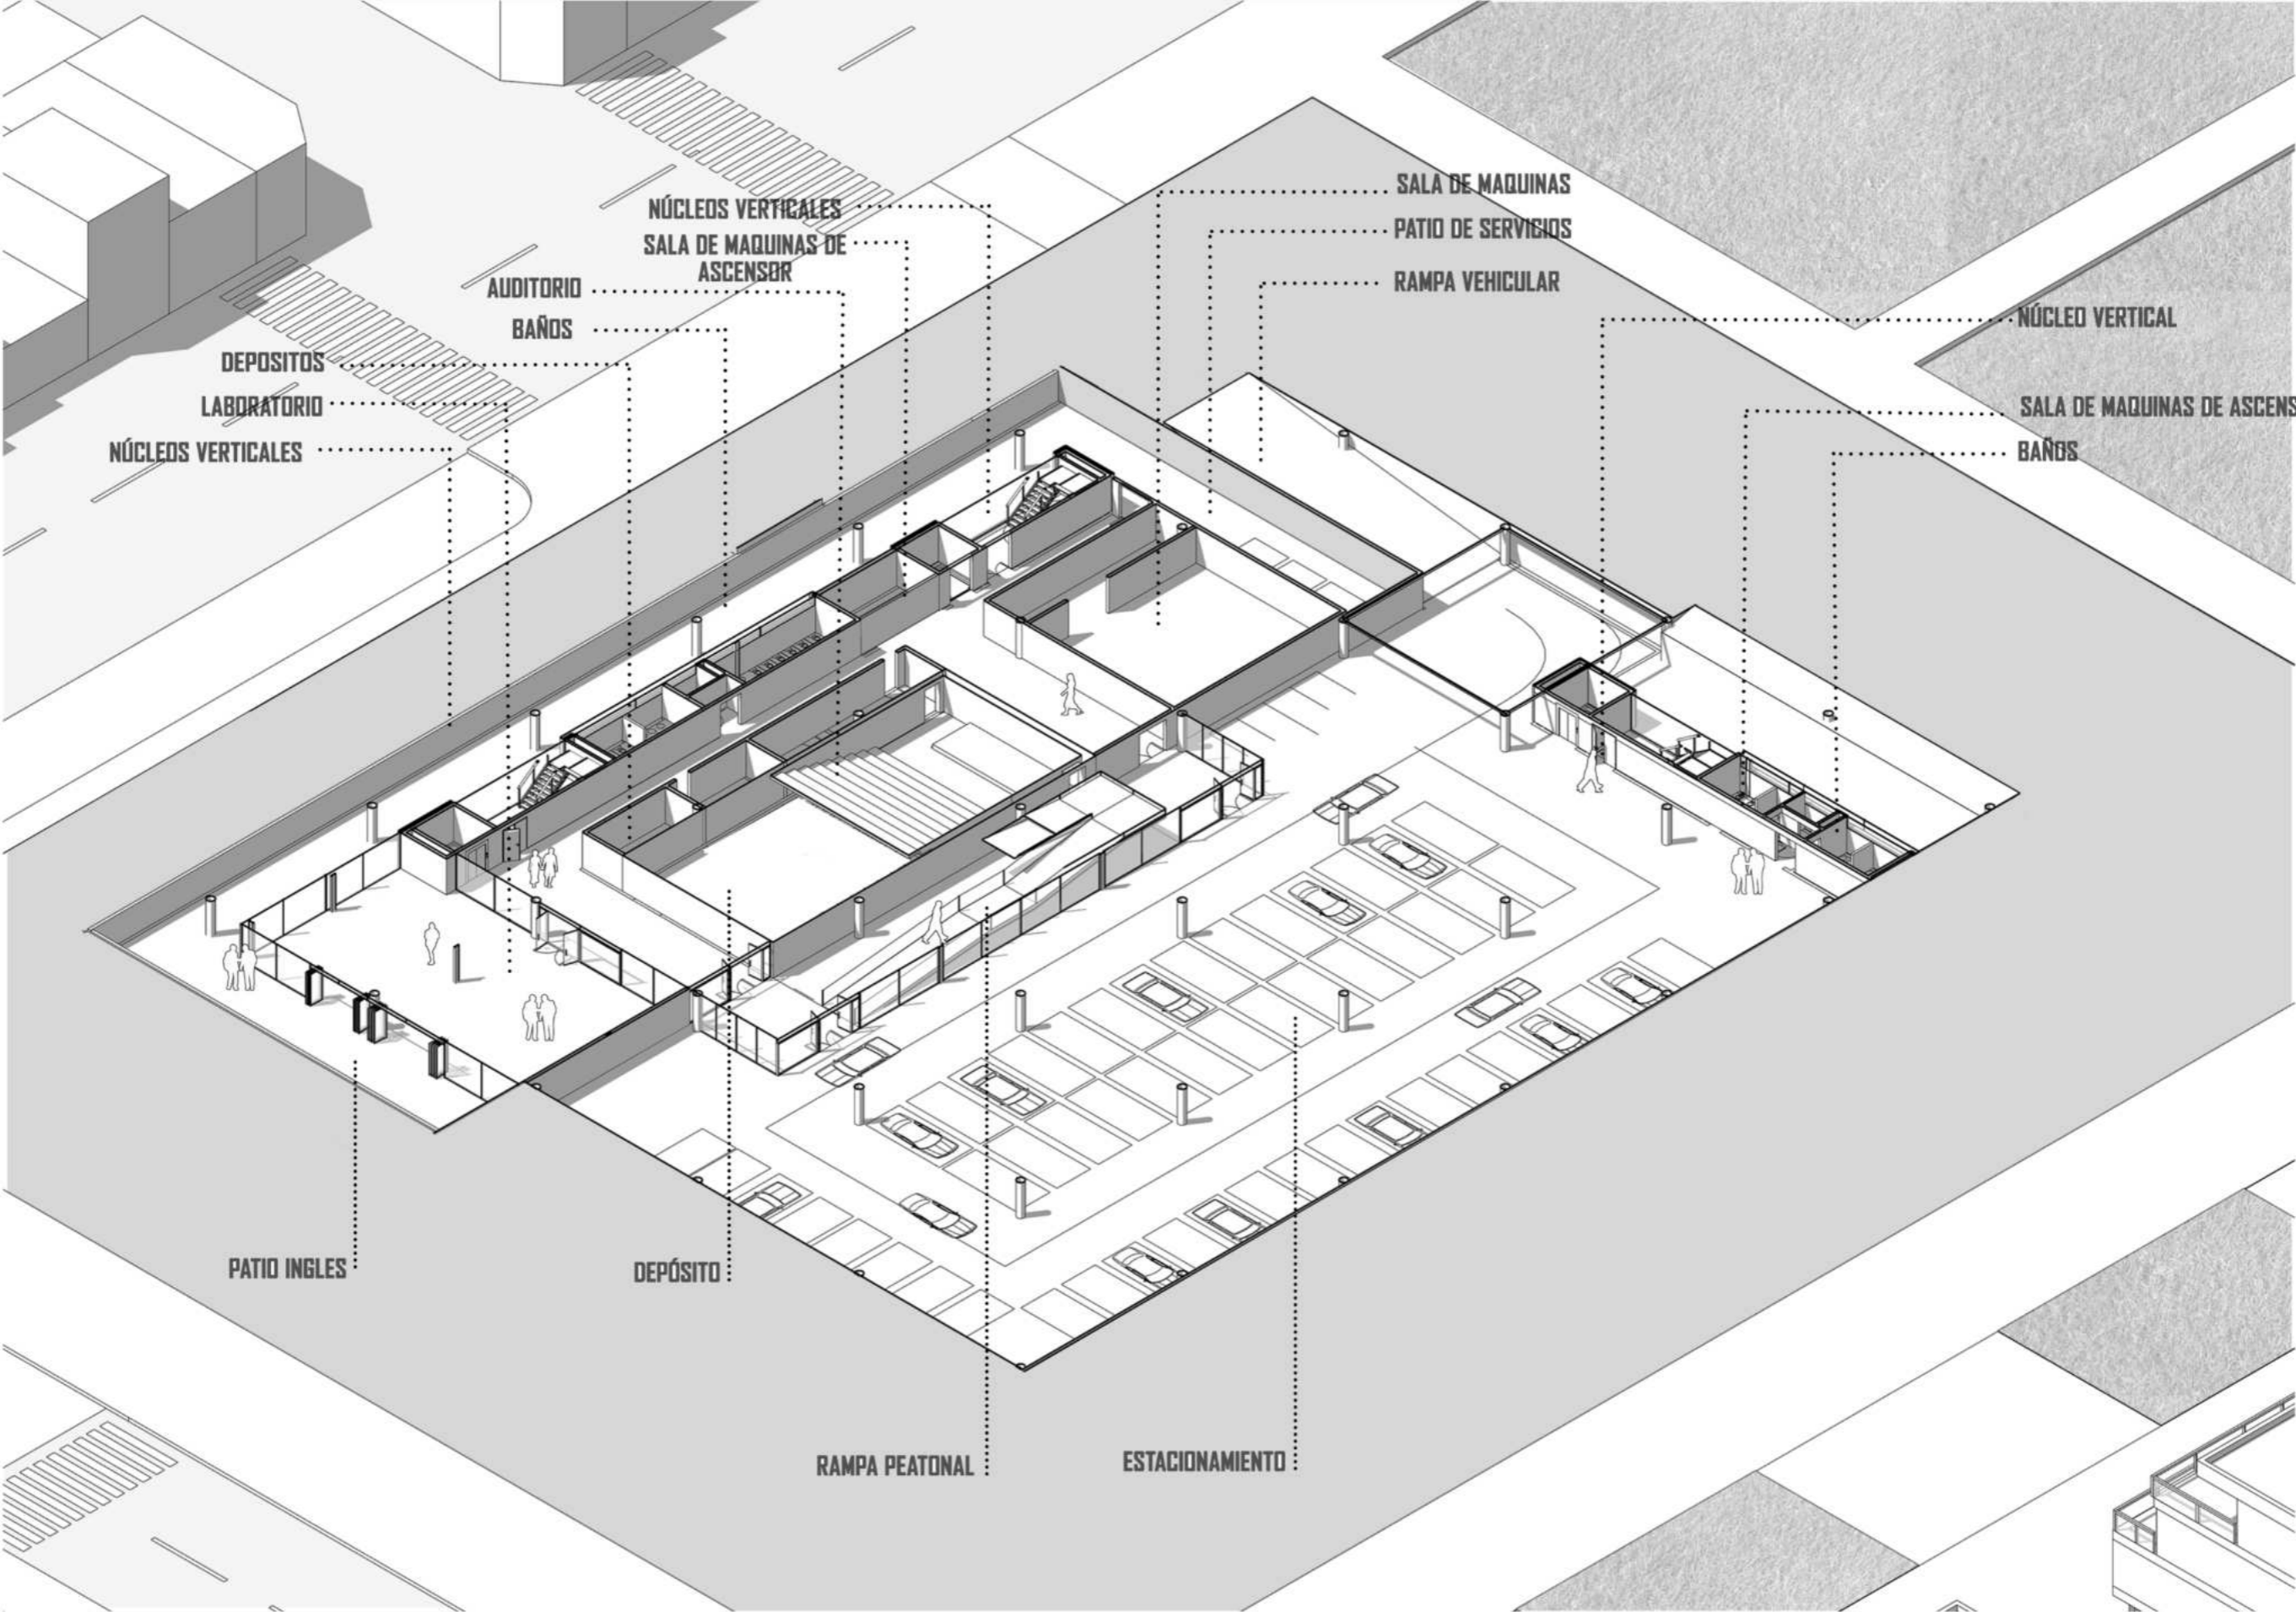 SALA DE MAQUINAS
NÚCLEOS VERTICALES
PATIO DE SERVICIOS
SALA DE MAQUINAS DE
ASCENSOR
RAMPA VEHICULAR
AUDITORIO
NÚCLEO VERTICAL
BAÑOS
DEPOSITOS
LABORATORIO
SALA DE MAQUINAS DE ASCENS
NÚCLEOS VERTICALES
BAÑOS
PATIO INGLES
DEPÓSITO
RAMPA PEATONAL
ESTACIONAMIENTO